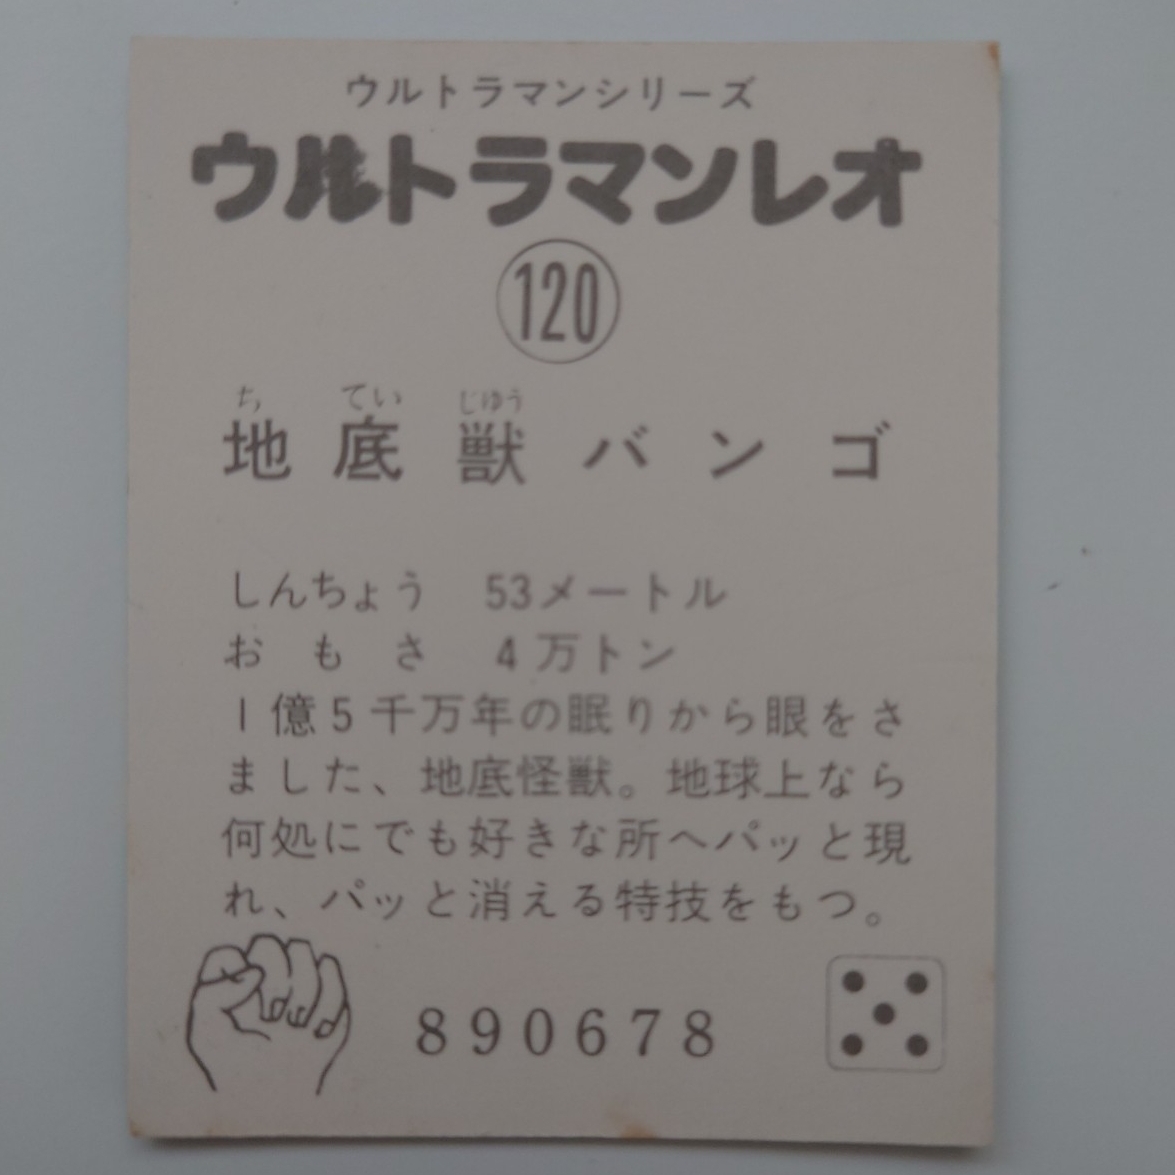 ウルトラマンシリーズ
ウルトラマンレオ
120
ち てい じゆう
地底獣バンゴ
しんちょう 53メートル
おもさ 4万トン
1億5千万年の眠りから眼をさ
ました、地底怪獣。地球上なら
何処にでも好きな所へパッと現
れ、パッと消える特技をもつ。
890678